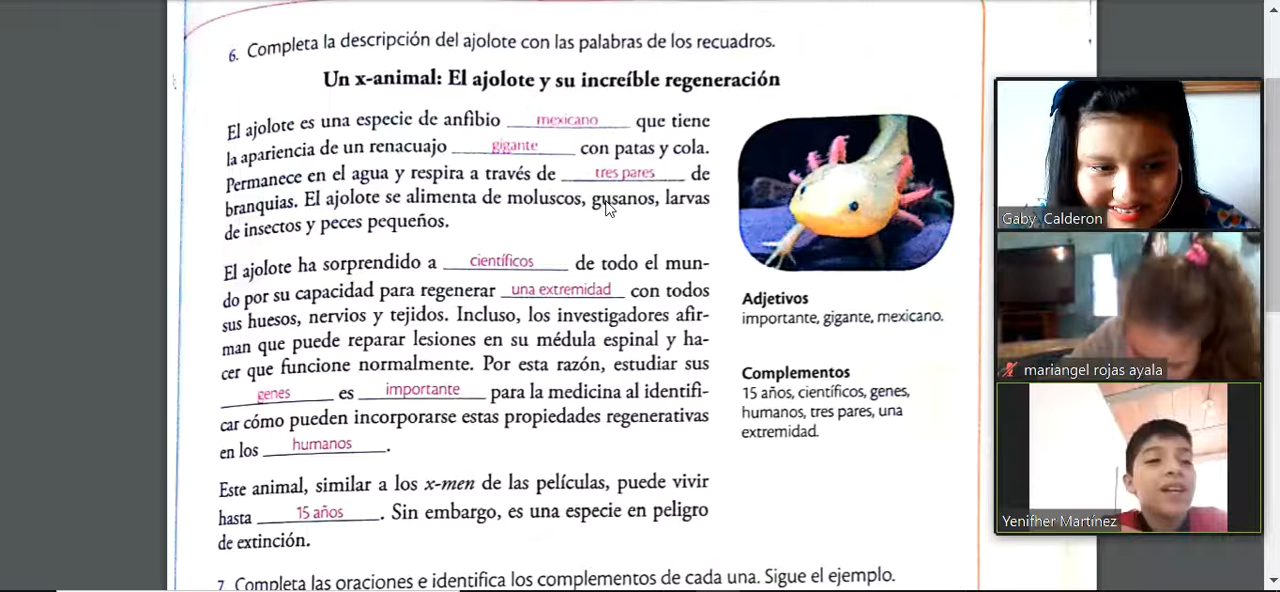 6. Completa la descripción del ajolote con las palabras de los recuadros.
Un x-animal: El ajolote y su increíble regeneración
El ajolote es una especie de anfibio mexicano que tiene
la apariencia de un renacuajo gigante con patas y cola.
Permanece en el agua y respira a través de tres pares de
branquias. El ajolote se alimenta de moluscos, gusanos, larvas
de insectos y peces pequeños.
El ajolote ha sorprendido a científicos de todo el mun-
do por su capacidad para regenerar una extremidad con todos
sus huesos, nervios y tejidos. Incluso, los investigadores afir-
man que puede reparar lesiones en su médula espinal y ha-
cer que funcione normalmente. Por esta razón, estudiar sus
genes es importante para la medicina al identifi-
car cómo pueden incorporarse estas propiedades regenerativas
en los humanos.
Este animal, similar a los x-men de las películas, puede vivir
hasta 15 años. Sin embargo, es una especie en peligro
de extinción.
7 Completa las oraciones e identifica los complementos de cada una. Sigue el ejemplo.
Adjetivos
importante, gigante, mexicano.
Complementos
15 años, científicos, genes,
humanos, tres pares, una
extremidad.
Gaby Calderon
mariangel rojas ayala
Yenifher Martínez